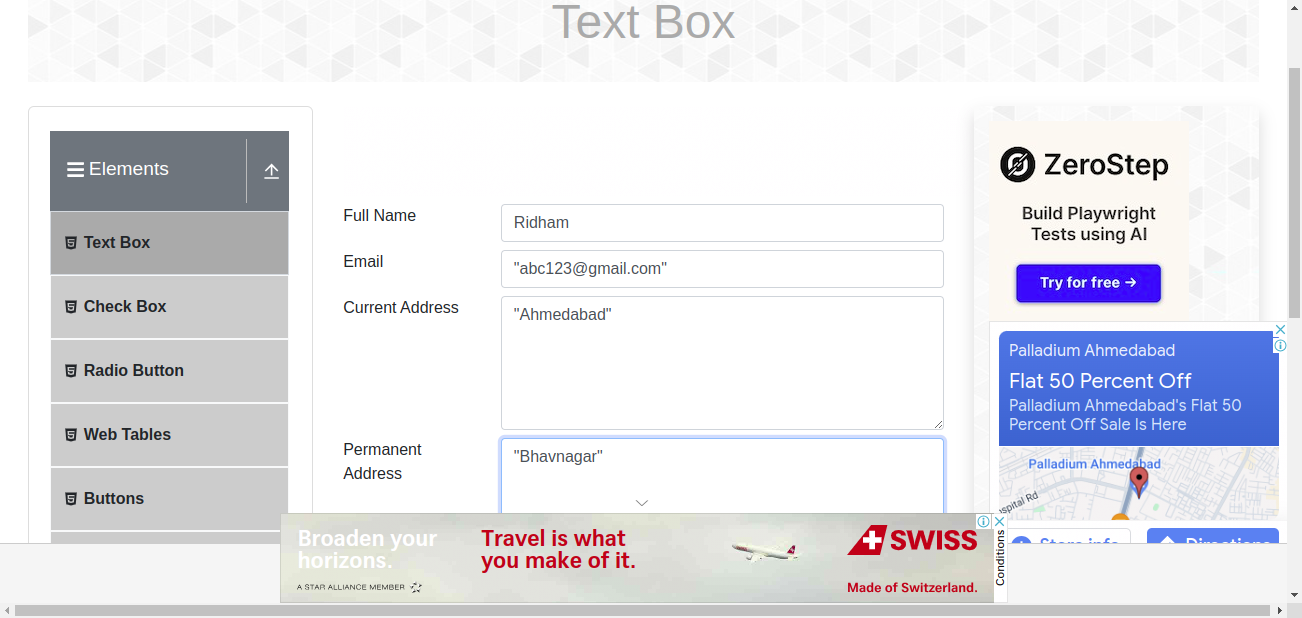 Text Box
Elements
Text Box
Check Box
Radio Button
Web Tables
Buttons
Full Name
Ridham
Email
"abc123@gmail.com"
Current Address
"Ahmedabad"
Permanent
Address
"Bhavnagar"
ZeroStep
Build Playwright
Tests using AI
Try for free →
Palladium Ahmedabad
Flat 50 Percent Off
Palladium Ahmedabad's Flat 50
Percent Off Sale Is Here
Palladium Ahmedabad
spital Rd
Store info
Directions
Broaden your
horizons.
A STAR ALLIANCE MEMBER
Travel is what
you make of it.
SWISS
Made of Switzerland.
Conditions